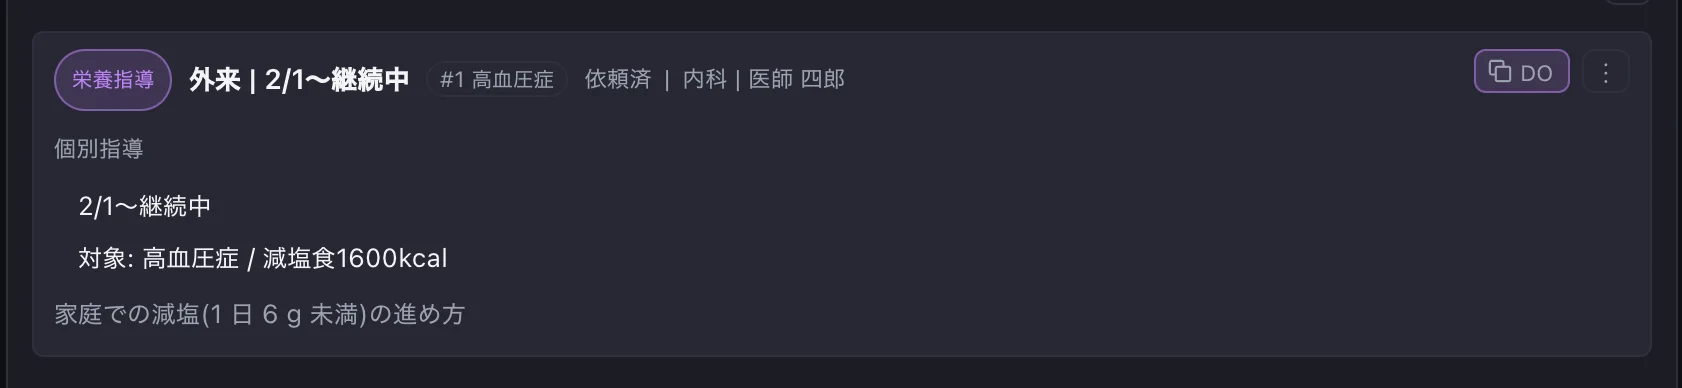 栄養指導 外来 | 2/1〜継続中 #1 高血圧症 依頼済 | 内科 | 医師 四郎 DO
個別指導
2/1〜継続中
対象: 高血圧症 / 減塩食1600kcal
家庭での減塩(1 日 6 g 未満)の進め方